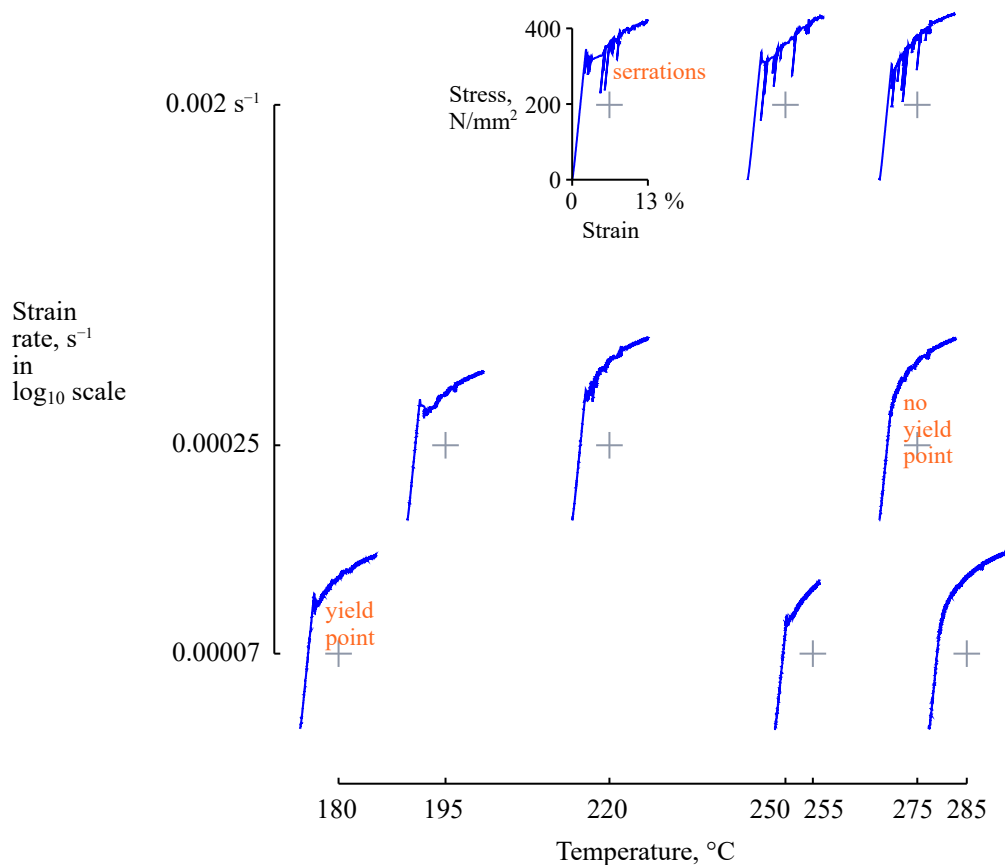 400
200
0
Stress,
N/mm²
serrations
0
13 %
Strain
0.002 s⁻¹
Strain
rate, s⁻¹
in
log₁₀ scale
0.00025
0.00007
no
yield
point
yield
point
180
195
220
250
255
275
285
Temperature, °C